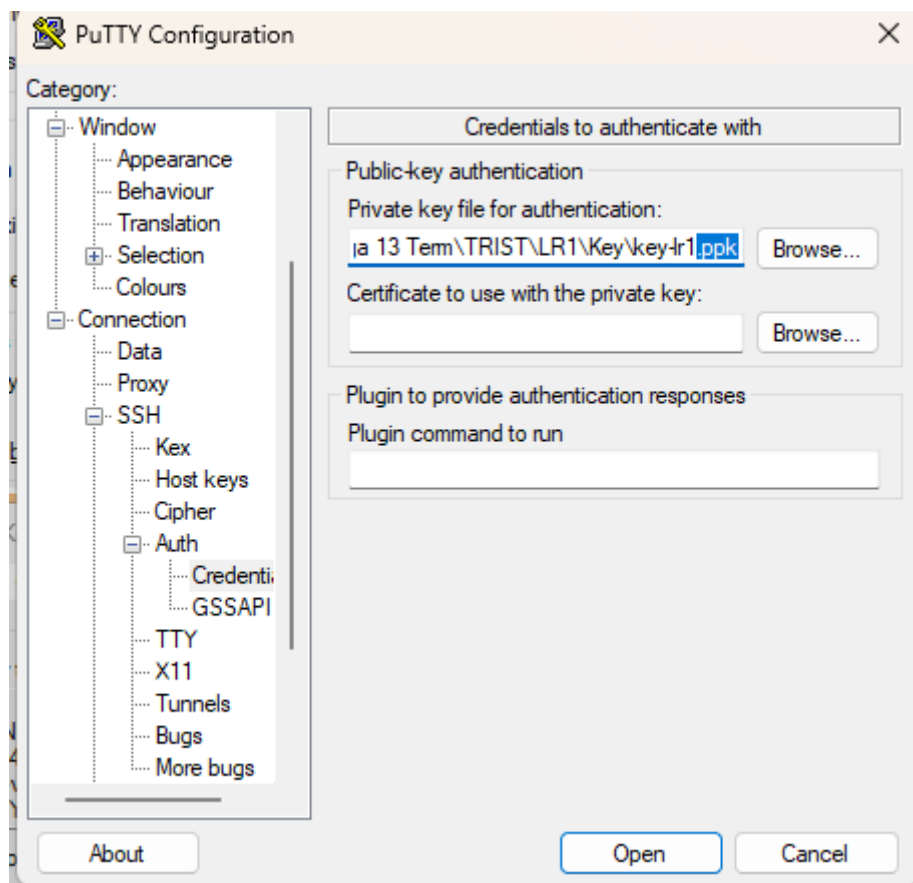 PuTTY Configuration
Category:
Window
Appearance
Behaviour
Translation
Selection
Colours
Connection
Data
Proxy
SSH
Kex
Host keys
Cipher
Auth
Credentia
GSSAPI
TTY
X11
Tunnels
Bugs
More bugs
Credentials to authenticate with
Public-key authentication
Private key file for authentication:
13 Term\TRIST\LR1\Key\key-lr1.ppk
Browse...
Certificate to use with the private key:
Browse...
Plugin to provide authentication responses
Plugin command to run
About
Open
Cancel